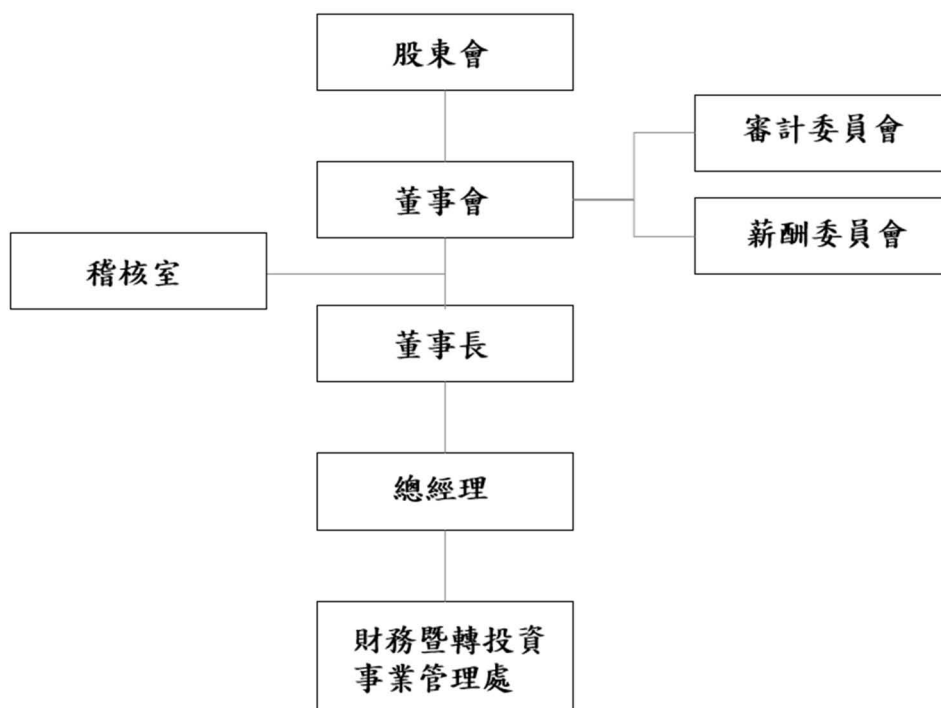 股東會
審計委員會
董事會
薪酬委員會
稽核室
董事長
總經理
財務暨轉投資
事業管理處